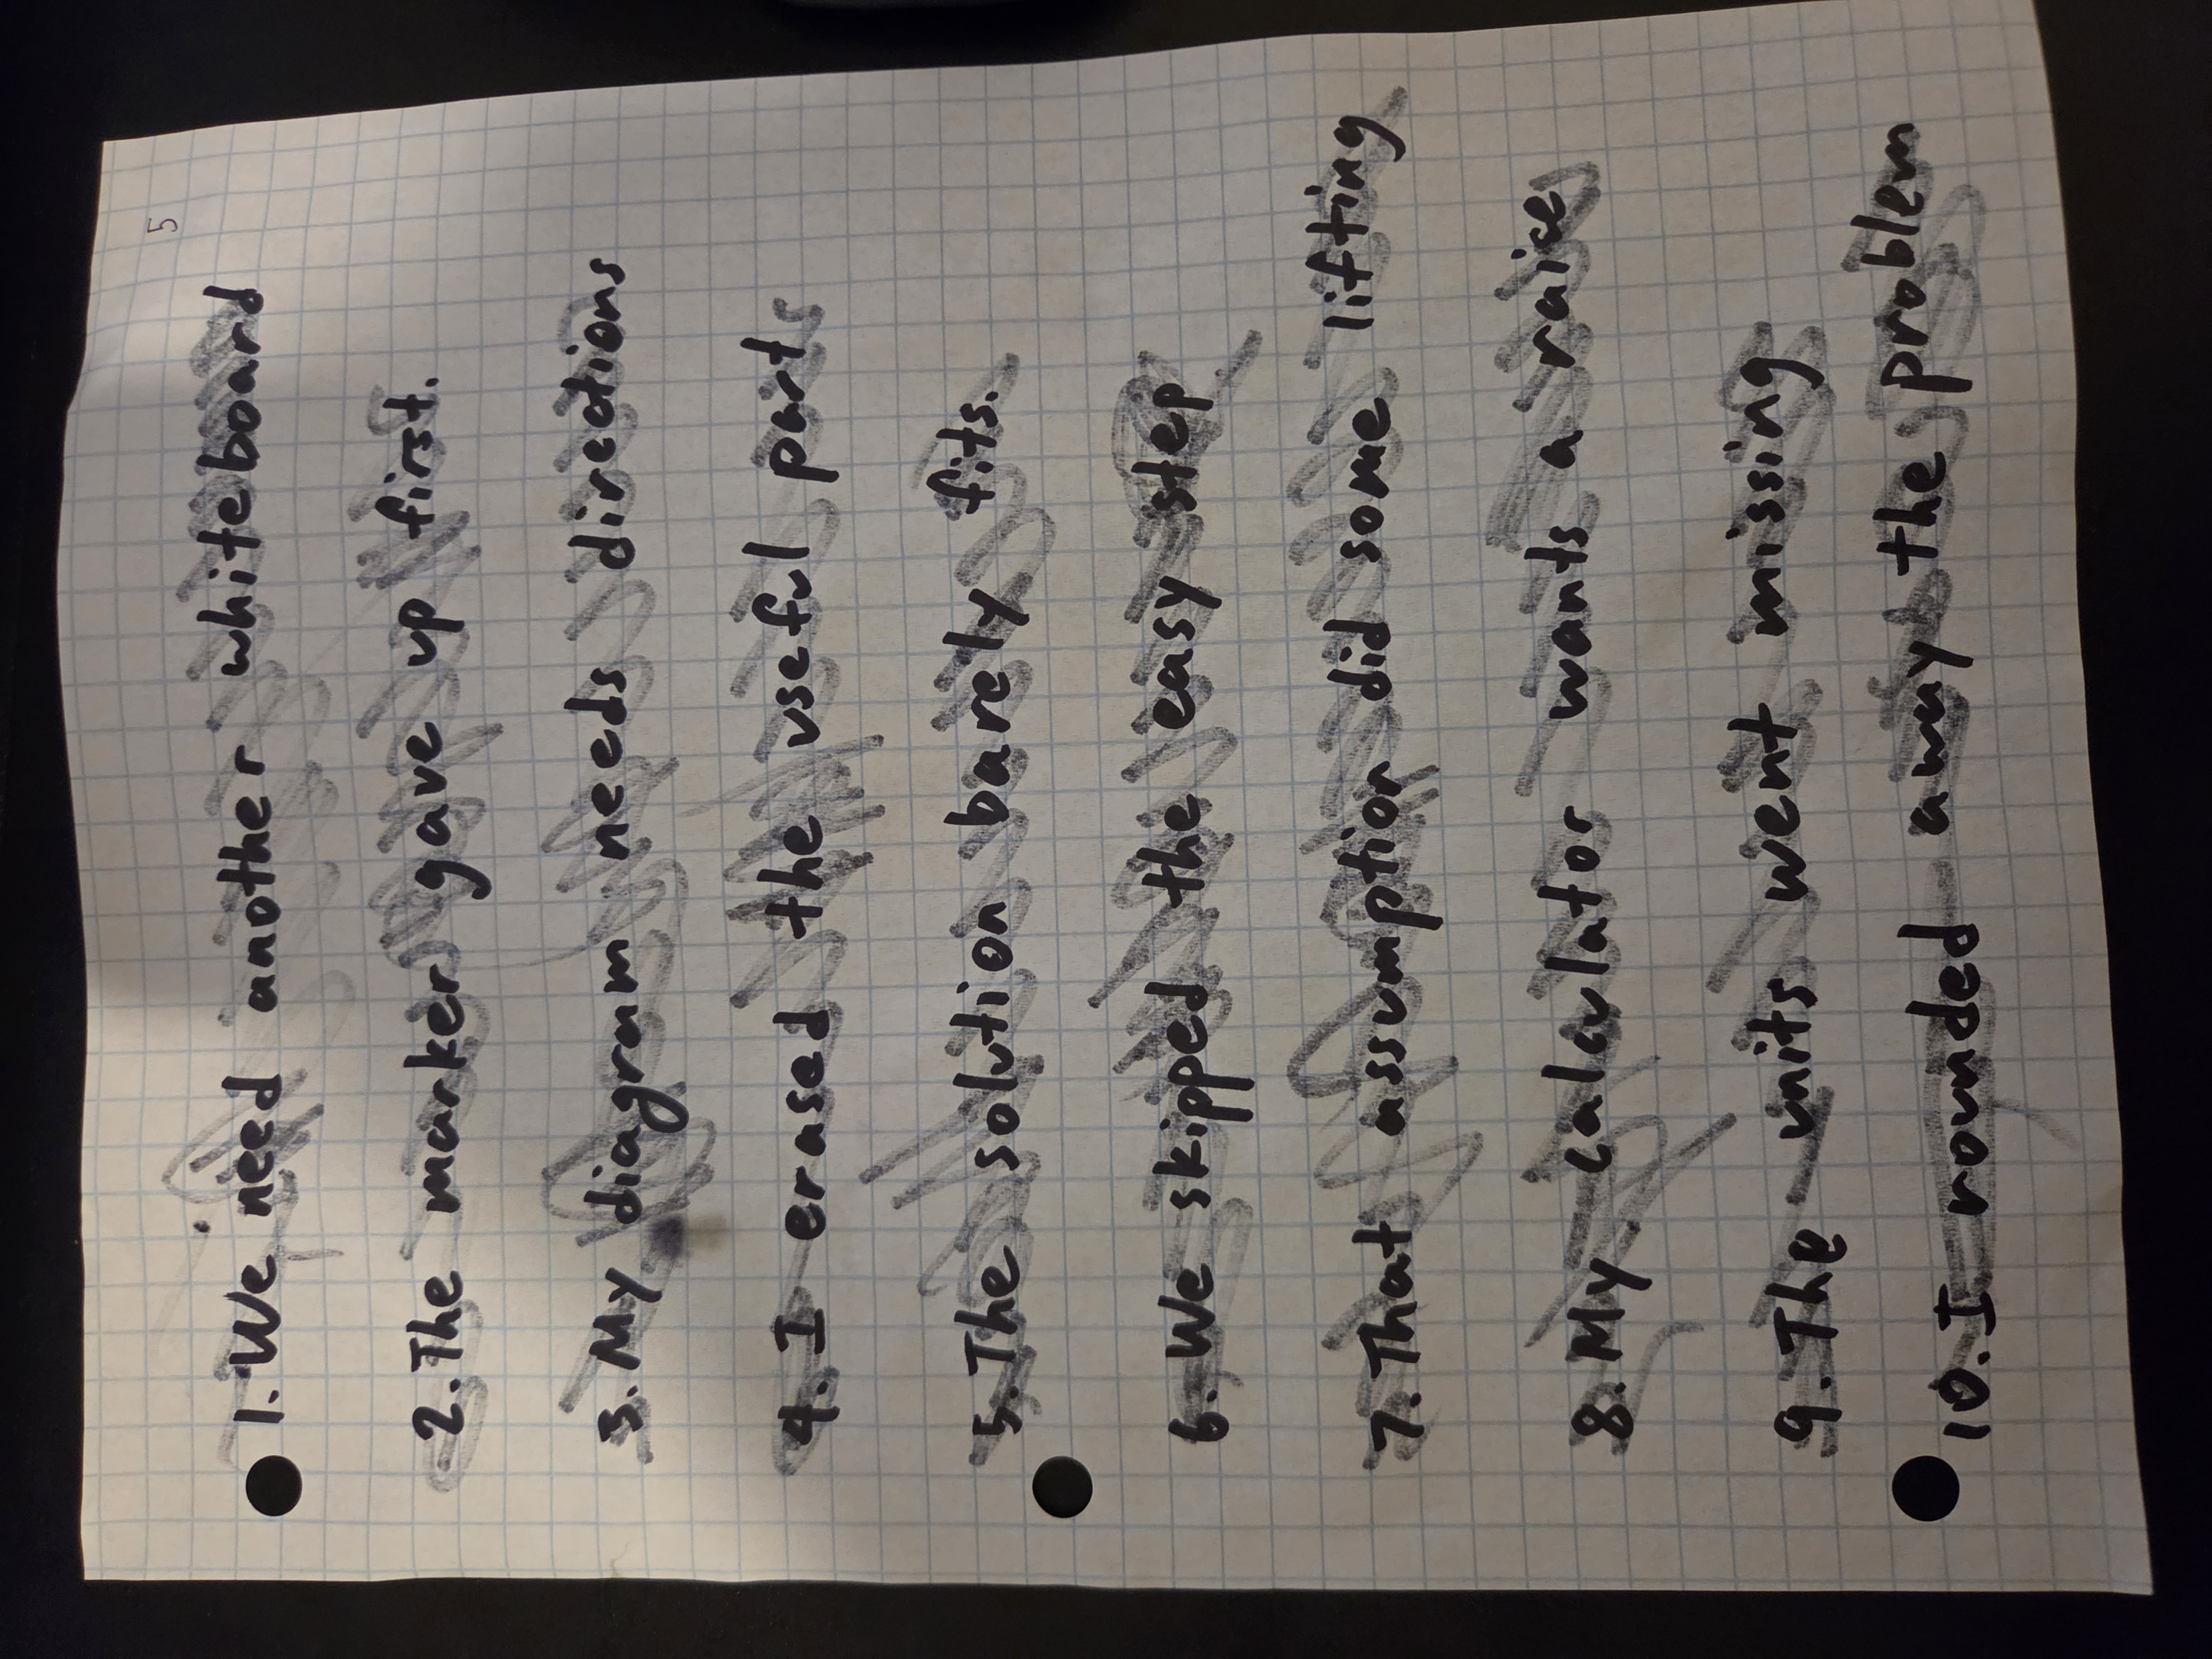 5
1. We need another whiteboard
2. The marker gave up first.
3. My diagram needs directions
4. I erased the useful parts
5. The solution barely fits.
6. We skipped the easy step.
7. That assumption did some lifting
8. My calculator wants a raise
9. The units went missing
10. I rounded away the problem